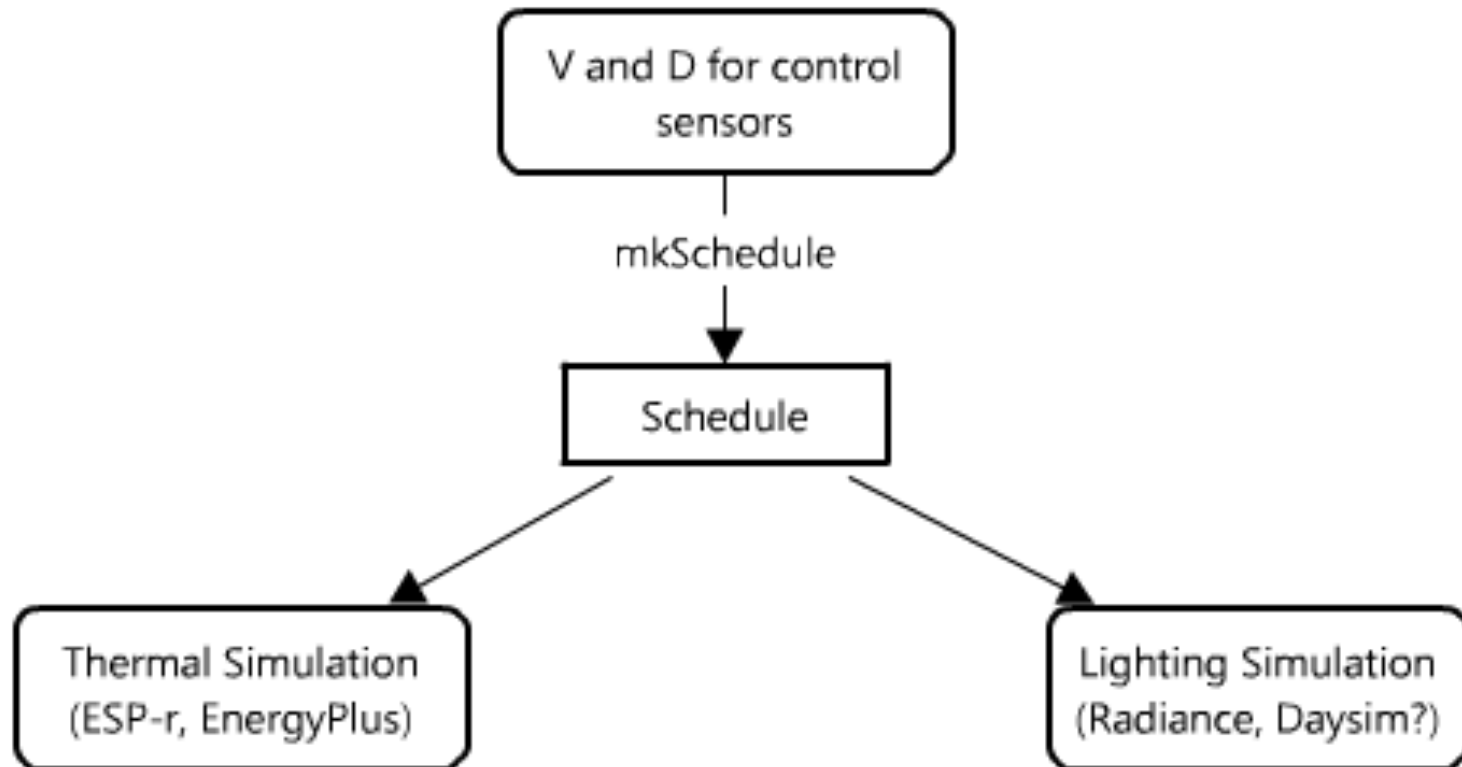 V and D for control
sensors
mkSchedule
Schedule
Thermal Simulation
(ESP-r, EnergyPlus)
Lighting Simulation
(Radiance, Daysim?)